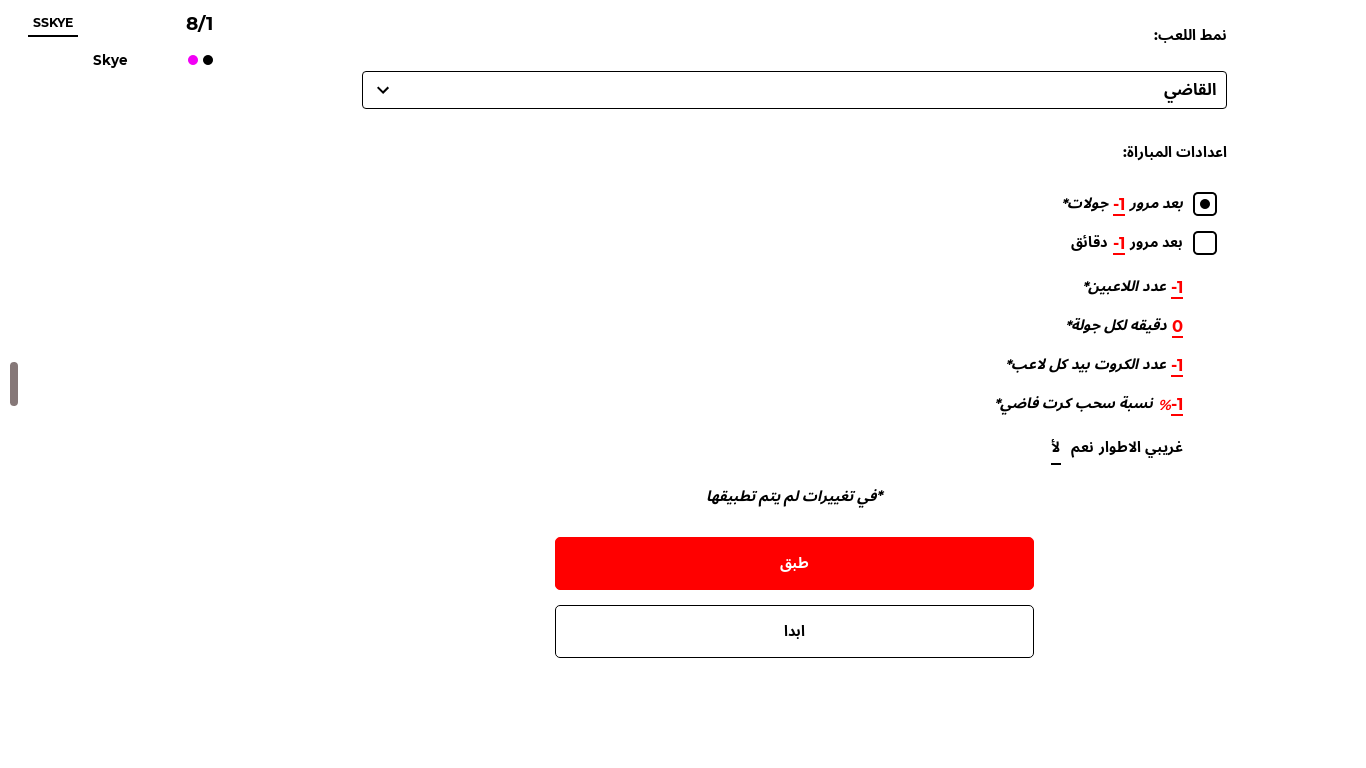 SSKYE
8/1
Skye
نمط اللعب:
القاضي
اعدادات المباراة:
بعد مرور -1 جولات*
بعد مرور -1 دقائق
-1 عدد اللاعبين*
0 دقيقه لكل جولة*
-1 عدد الكروت بيد كل لاعب*
-1% نسبة سحب كرت فاضي*
غريبي الاطوار نعم لأ
*في تغييرات لم يتم تطبيقها
طبق
ابدا